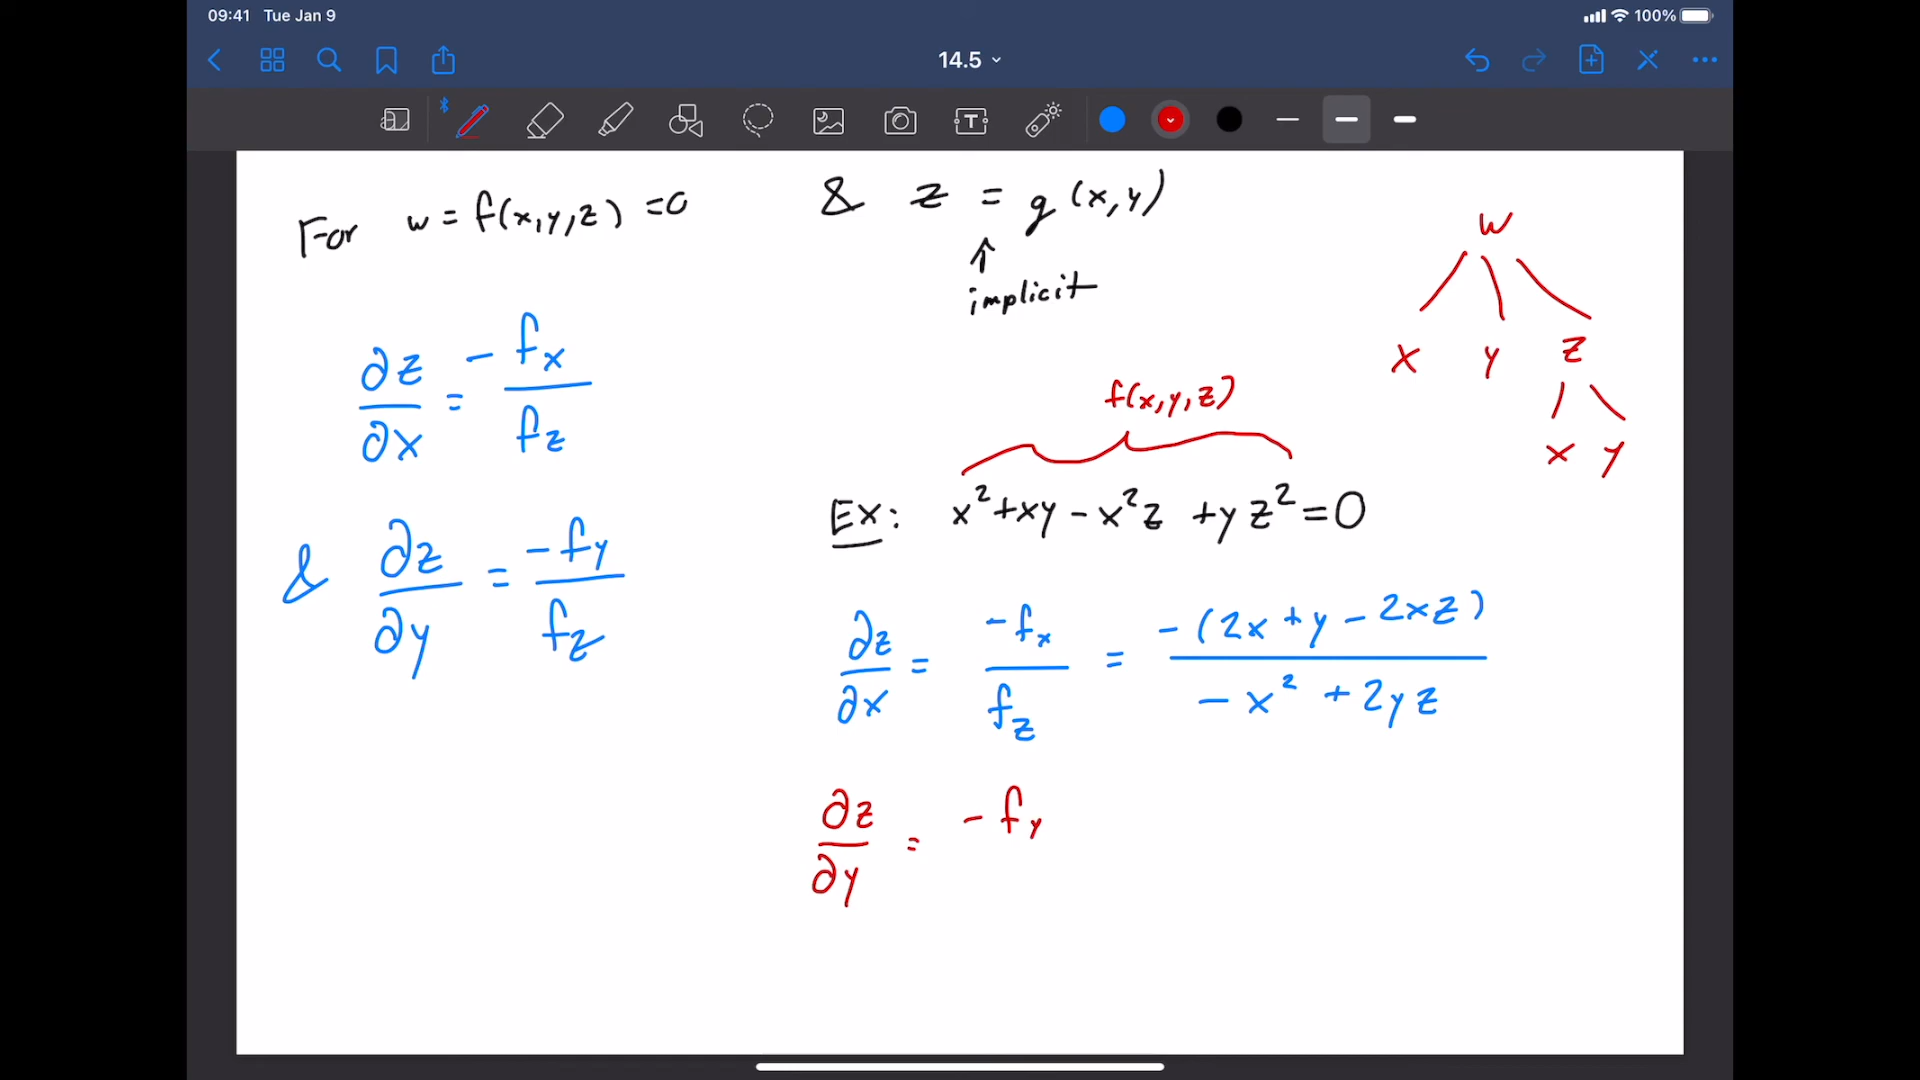 09:41 Tue Jan 9
100%
14.5
T
For w = f(x,y,z) =0 & z = g(x,y)
↑
implicit
w
x y z
x y
∂z/∂x = -fx/fz
& ∂z/∂y = -fy/fz
f(x,y,z)
Ex: x²+xy-x²z+yz²=0
∂z/∂x = -fx/fz = -(2x+y-2xz)/-x²+2yz
∂z/∂y = -fy